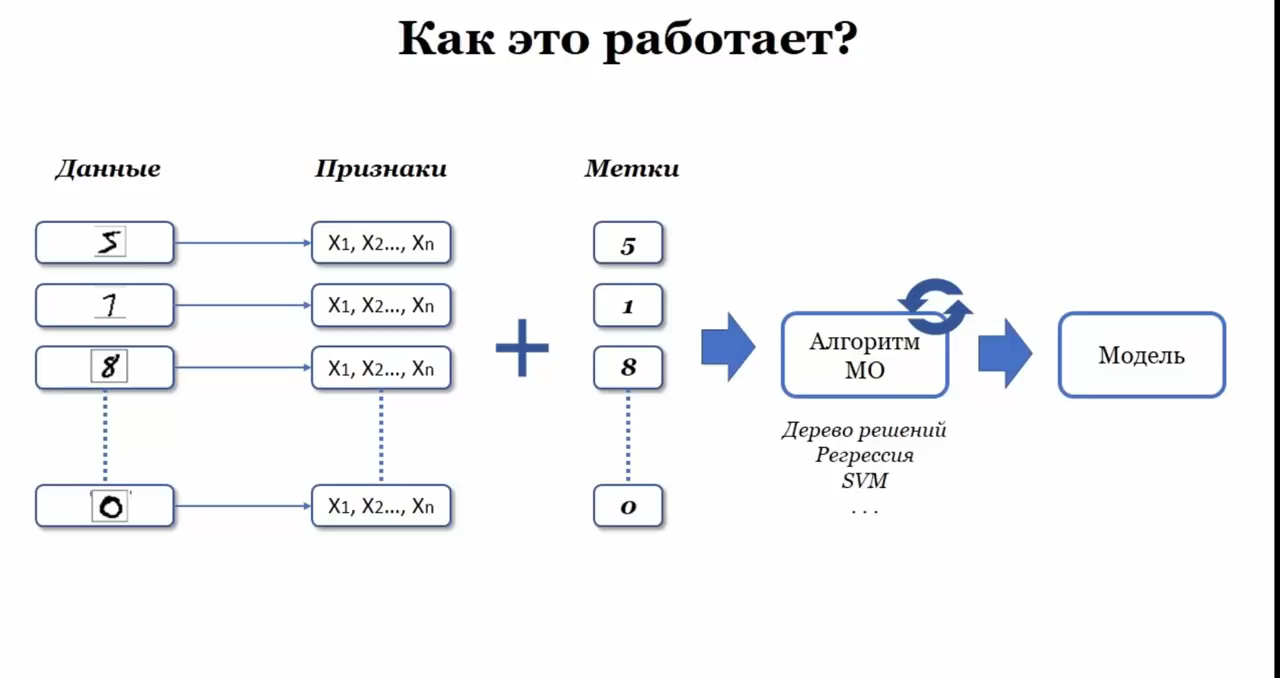 Как это работает?
Данные Признаки Метки
5 X1, X2..., Xn 5
1 X1, X2..., Xn 1
8 X1, X2..., Xn 8
0 X1, X2..., Xn 0
Алгоритм
МО
Модель
Дерево решений
Регрессия
SVM
. . .